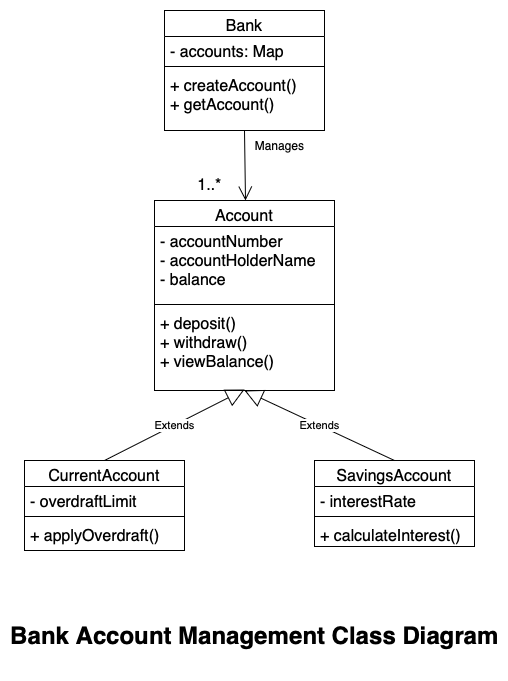 Bank
- accounts: Map
+ createAccount()
+ getAccount()
Manages
1..*
Account
- accountNumber
- accountHolderName
- balance
+ deposit()
+ withdraw()
+ viewBalance()
Extends
Extends
CurrentAccount
- overdraftLimit
+ applyOverdraft()
SavingsAccount
- interestRate
+ calculateInterest()
Bank Account Management Class Diagram